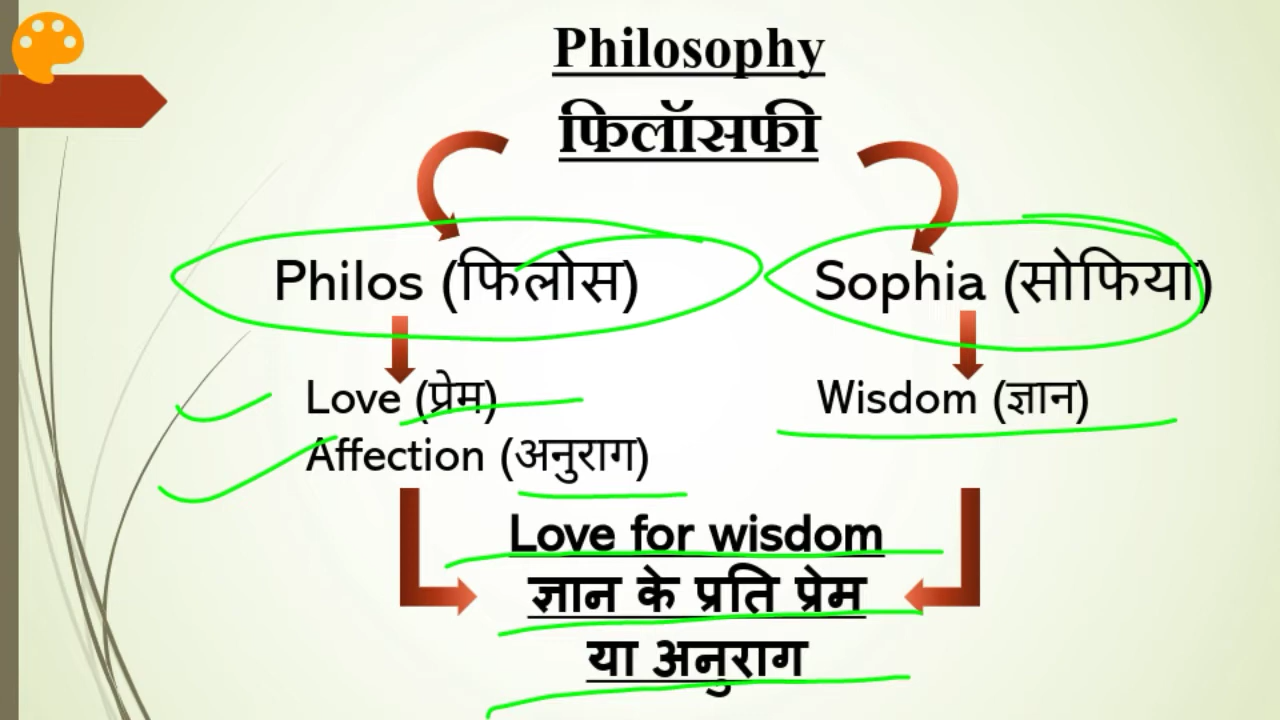 Philosophy
फिलॉसफी
Philos (फिलोस)
Sophia (सोफिया)
Love (प्रेम)
Affection (अनुराग)
Wisdom (ज्ञान)
Love for wisdom
ज्ञान के प्रति प्रेम
या अनुराग